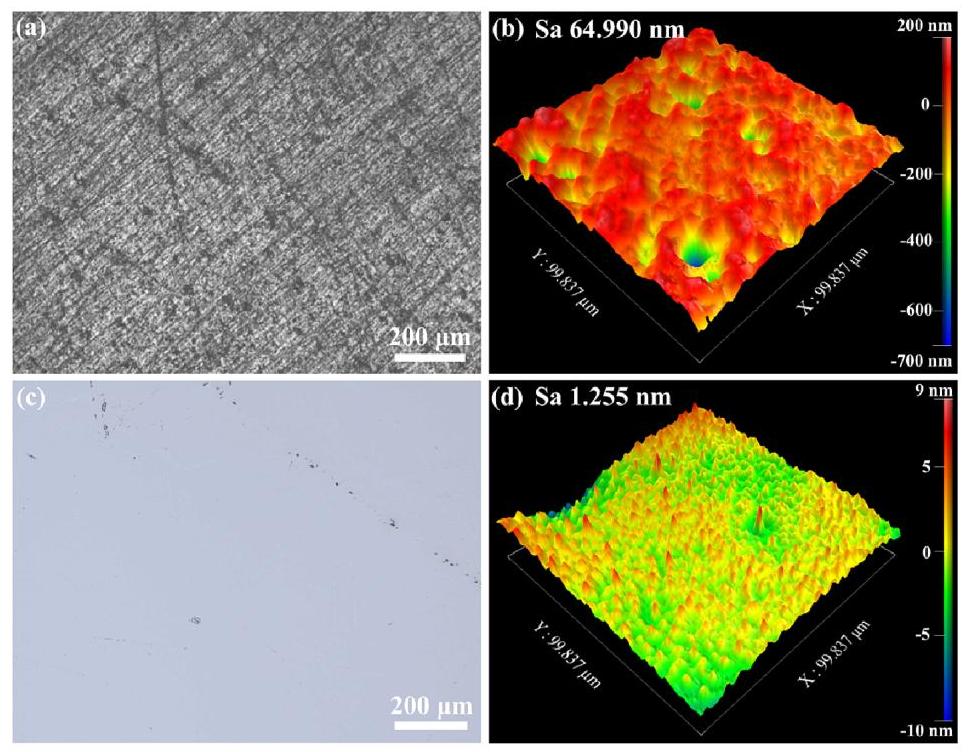 (a)
200 μm
(b) Sa 64.990 nm
200 nm
0
-200
-400
-600
-700 nm
Y: 99.837 μm
X: 99.837 μm
(c)
200 μm
(d) Sa 1.255 nm
9 nm
5
0
-5
-10 nm
Y: 99.837 μm
X: 99.837 μm